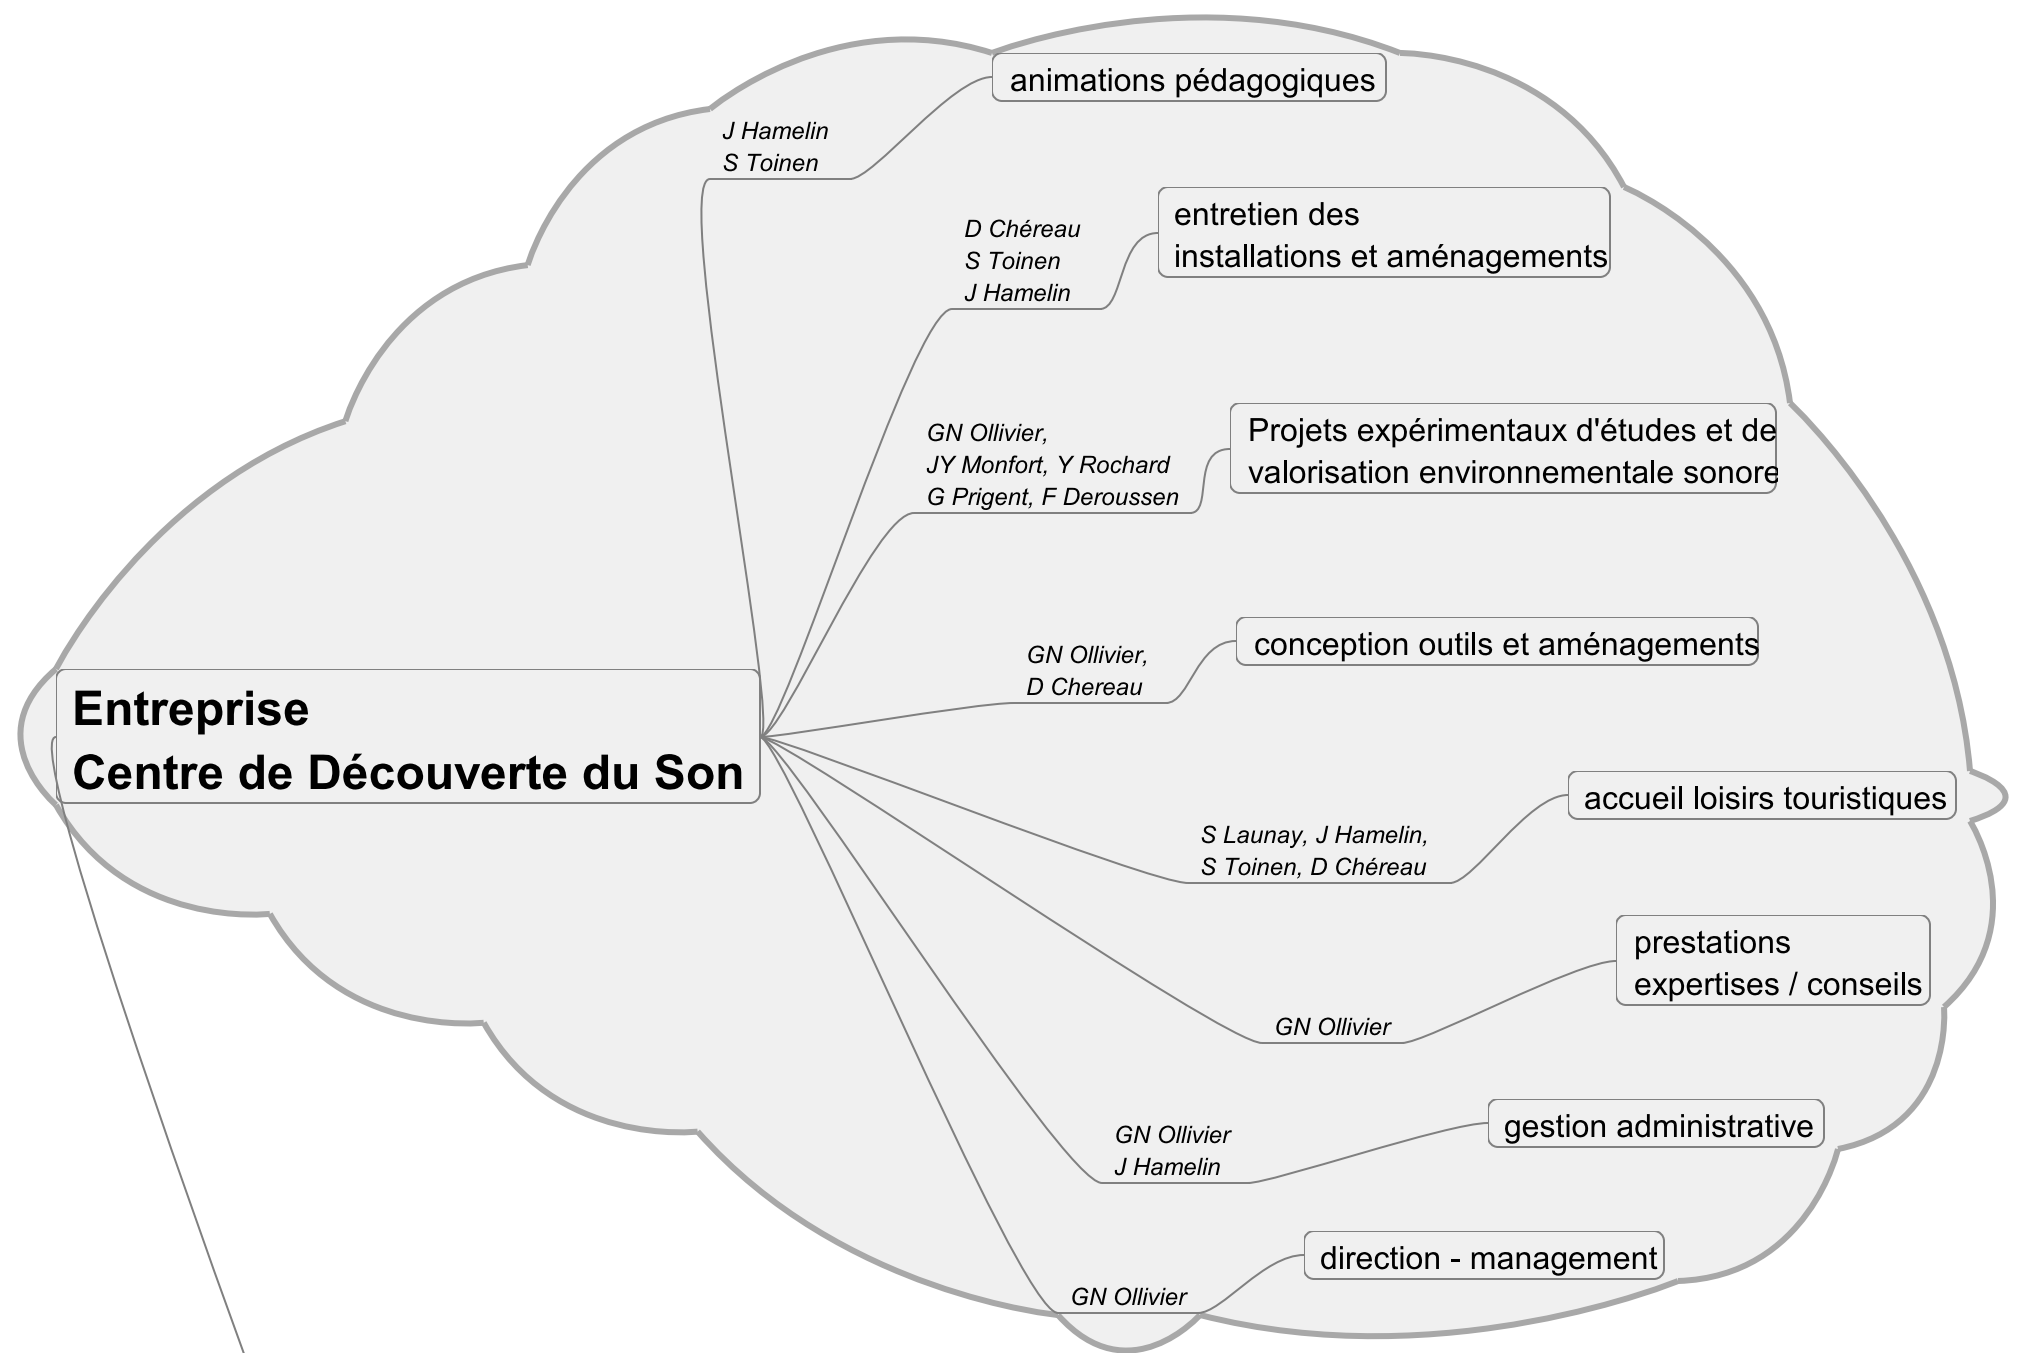 animations pédagogiques
J Hamelin
S Toinen
entretien des
installations et aménagements
D Chéreau
S Toinen
J Hamelin
Projets expérimentaux d'études et de
valorisation environnementale sonore
GN Ollivier,
JY Monfort, Y Rochard
G Prigent, F Deroussen
conception outils et aménagements
GN Ollivier,
D Chereau
Entreprise
Centre de Découverte du Son
accueil loisirs touristiques
S Launay, J Hamelin,
S Toinen, D Chéreau
prestations
expertises / conseils
GN Ollivier
gestion administrative
GN Ollivier
J Hamelin
direction - management
GN Ollivier